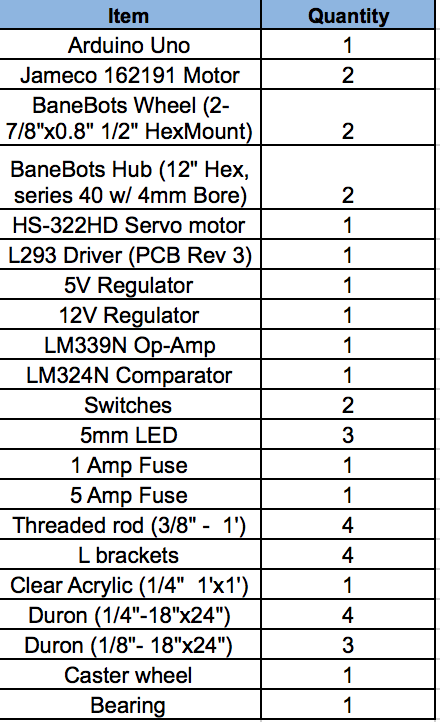 Item Quantity
Arduino Uno 1
Jameco 162191 Motor 2
BaneBots Wheel (2-
7/8"x0.8" 1/2" HexMount) 2
BaneBots Hub (12" Hex,
series 40 w/ 4mm Bore) 2
HS-322HD Servo motor 1
L293 Driver (PCB Rev 3) 1
5V Regulator 1
12V Regulator 1
LM339N Op-Amp 1
LM324N Comparator 1
Switches 2
5mm LED 3
1 Amp Fuse 1
5 Amp Fuse 1
Threaded rod (3/8" - 1') 4
L brackets 4
Clear Acrylic (1/4" 1'x1') 1
Duron (1/4"-18"x24") 4
Duron (1/8"- 18"x24") 3
Caster wheel 1
Bearing 1